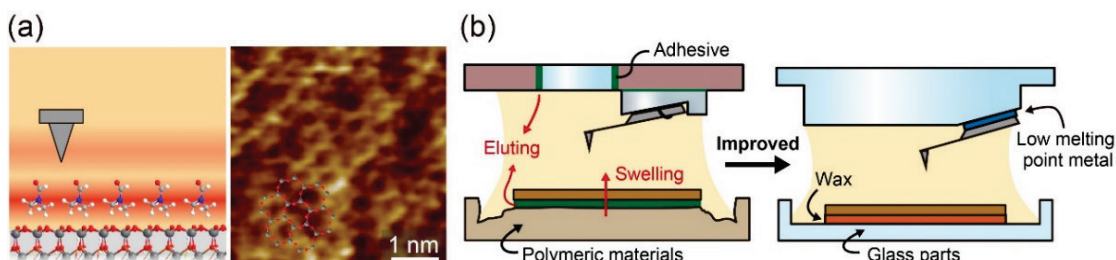 (a)
1 nm
(b)
Adhesive
Eluting
Swelling
Polymeric materials
Improved
Low melting
point metal
Wax
Glass parts